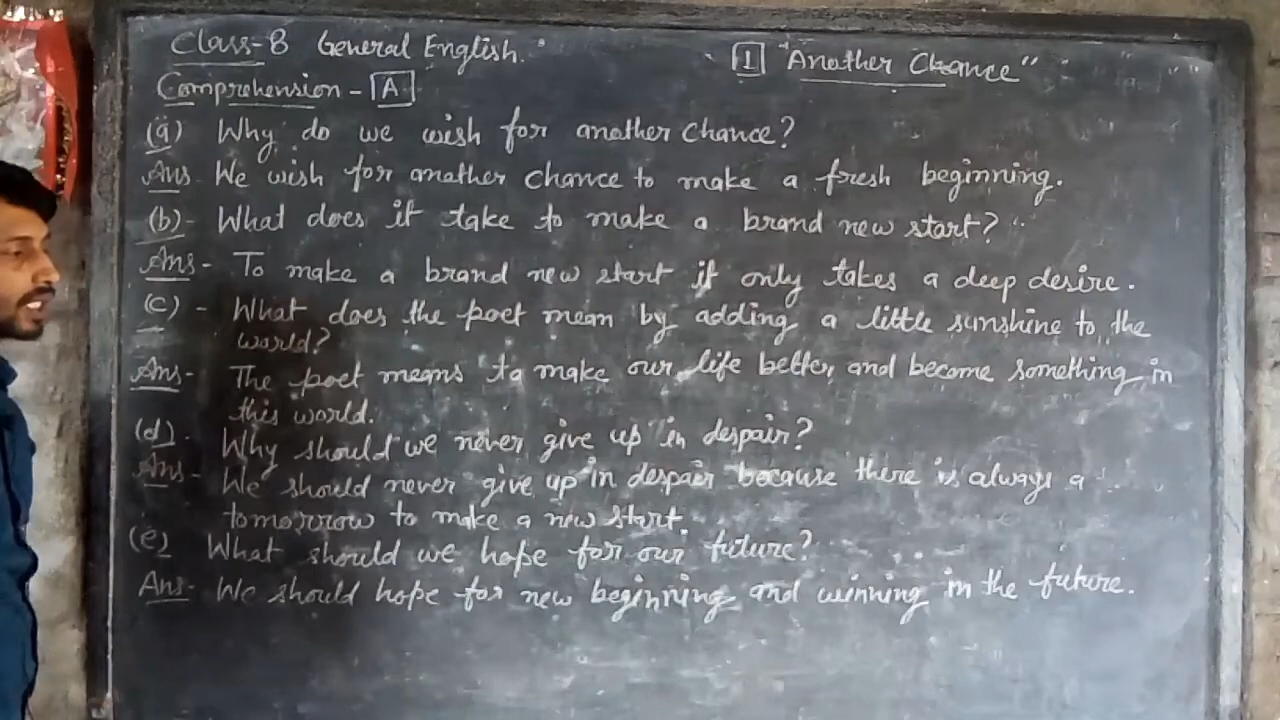 Class-8 General English.
1 "Another Chance"
Comprehension - A
(a) Why do we wish for another chance?
Ans We wish for another chance to make a fresh beginning.
(b)- What does it take to make a brand new start?
Ans - To make a brand new start it only takes a deep desire.
(c) - What does the poet mean by adding a little sunshine to the
world?
Ans- The poet means to make our life better, and become something in
this world.
(d). Why should we never give up in despair?
Ans - We should never give up in despair because there is always a
tomorrow to make a new start.
(e) What should we hope for our future?
Ans- We should hope for new beginning and winning in the future.